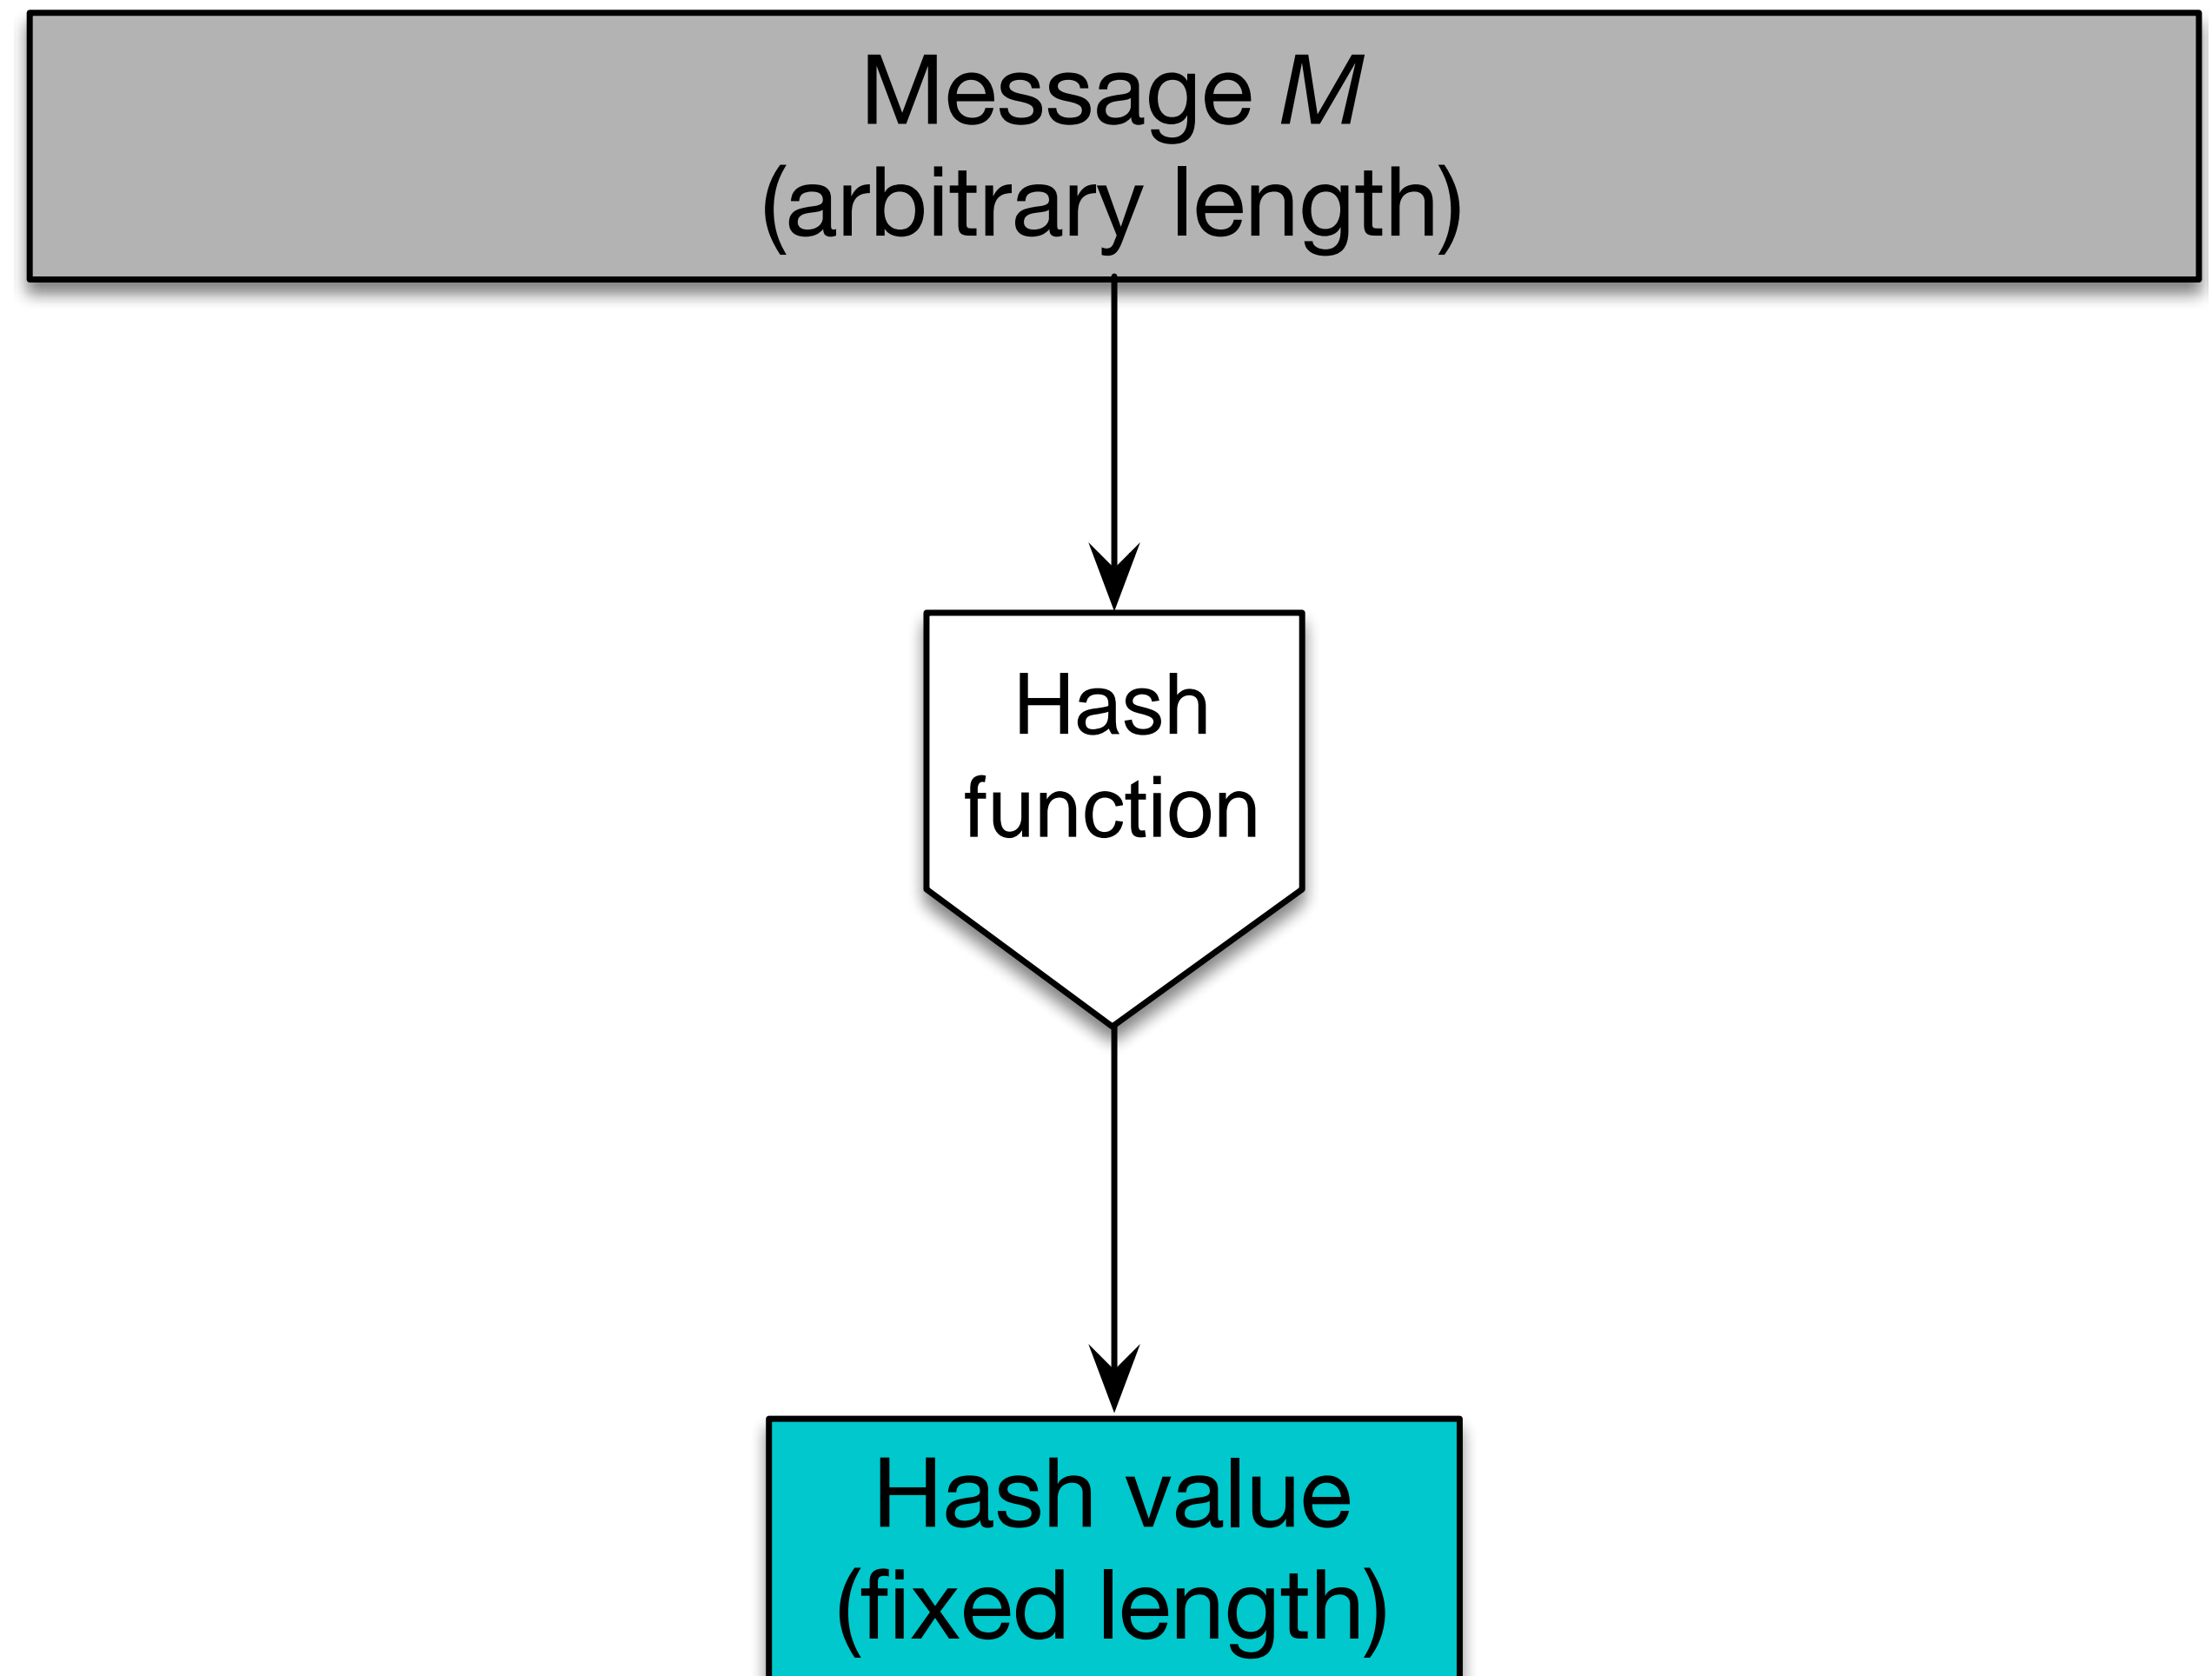 Message M
(arbitrary length)
Hash
function
Hash value
(fixed length)